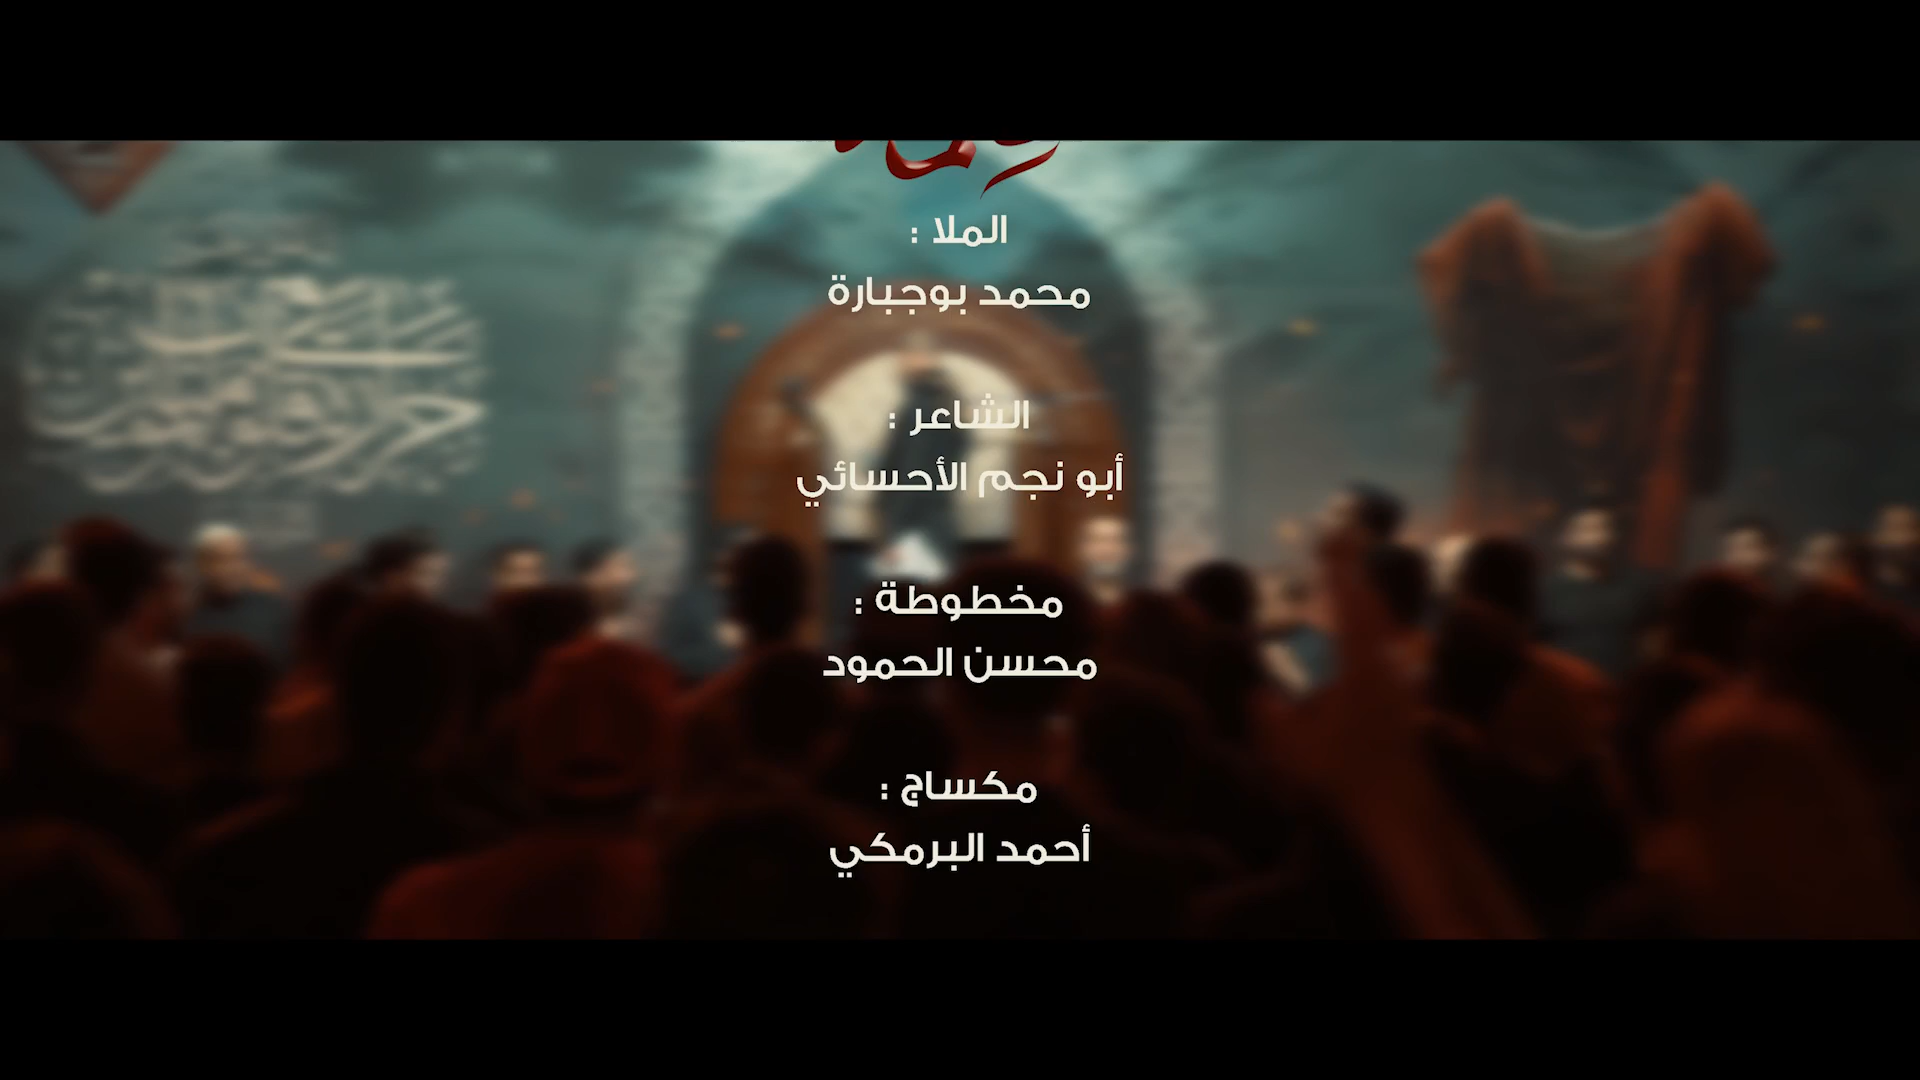 الملا :
محمد بوجبارة
الشاعر :
أبو نجم الأحسائي
مخطوطة :
محسن الحمود
مكساج :
أحمد البرمكي